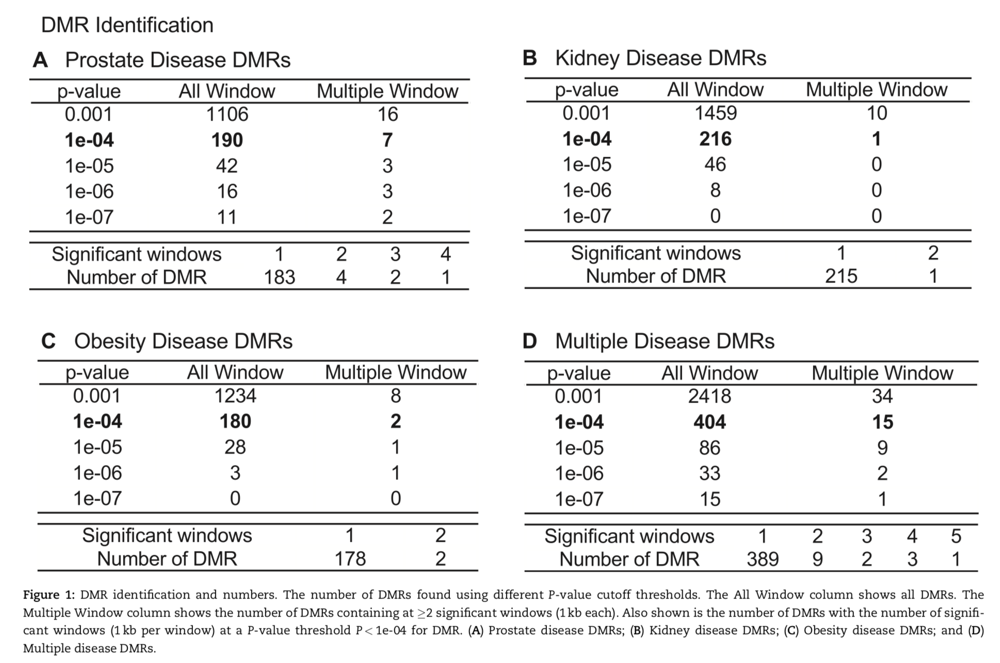 DMR Identification
A Prostate Disease DMRs
p-value All Window Multiple Window
0.001 1106 16
1e-04 190 7
1e-05 42 3
1e-06 16 3
1e-07 11 2
Significant windows 1 2 3 4
Number of DMR 183 4 2 1
B Kidney Disease DMRs
p-value All Window Multiple Window
0.001 1459 10
1e-04 216 1
1e-05 46 0
1e-06 8 0
1e-07 0 0
Significant windows 1 2
Number of DMR 215 1
C Obesity Disease DMRs
p-value All Window Multiple Window
0.001 1234 8
1e-04 180 2
1e-05 28 1
1e-06 3 1
1e-07 0 0
Significant windows 1 2
Number of DMR 178 2
D Multiple Disease DMRs
p-value All Window Multiple Window
0.001 2418 34
1e-04 404 15
1e-05 86 9
1e-06 33 2
1e-07 15 1
Significant windows 1 2 3 4 5
Number of DMR 389 9 2 3 1
Figure 1: DMR identification and numbers. The number of DMRs found using different P-value cutoff thresholds. The All Window column shows all DMRs. The
Multiple Window column shows the number of DMRs containing at ≥2 significant windows (1 kb each). Also shown is the number of DMRs with the number of signifi-
cant windows (1 kb per window) at a P-value threshold P < 1e-04 for DMR. (A) Prostate disease DMRs; (B) Kidney disease DMRs; (C) Obesity disease DMRs; and (D)
Multiple disease DMRs.